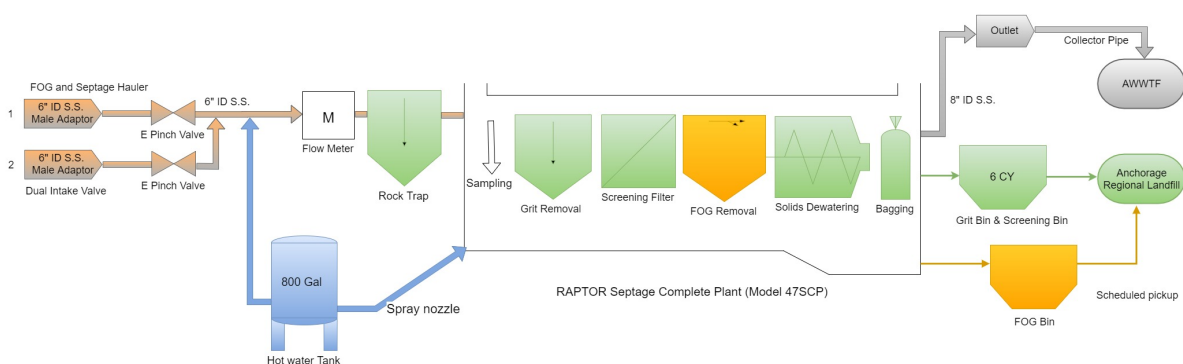 FOG and Septage Hauler
1
6" ID S.S.
Male Adaptor
E Pinch Valve
6" ID S.S.
2
6" ID S.S.
Male Adaptor
Dual Intake Valve
E Pinch Valve
M
Flow Meter
Rock Trap
800 Gal
Hot water Tank
Spray nozzle
Sampling
Grit Removal
Screening Filter
FOG Removal
Solids Dewatering
Bagging
RAPTOR Septage Complete Plant (Model 47SCP)
8" ID S.S.
Outlet
Collector Pipe
AWWTF
6 CY
Grit Bin & Screening Bin
Anchorage
Regional Landfill
FOG Bin
Scheduled pickup